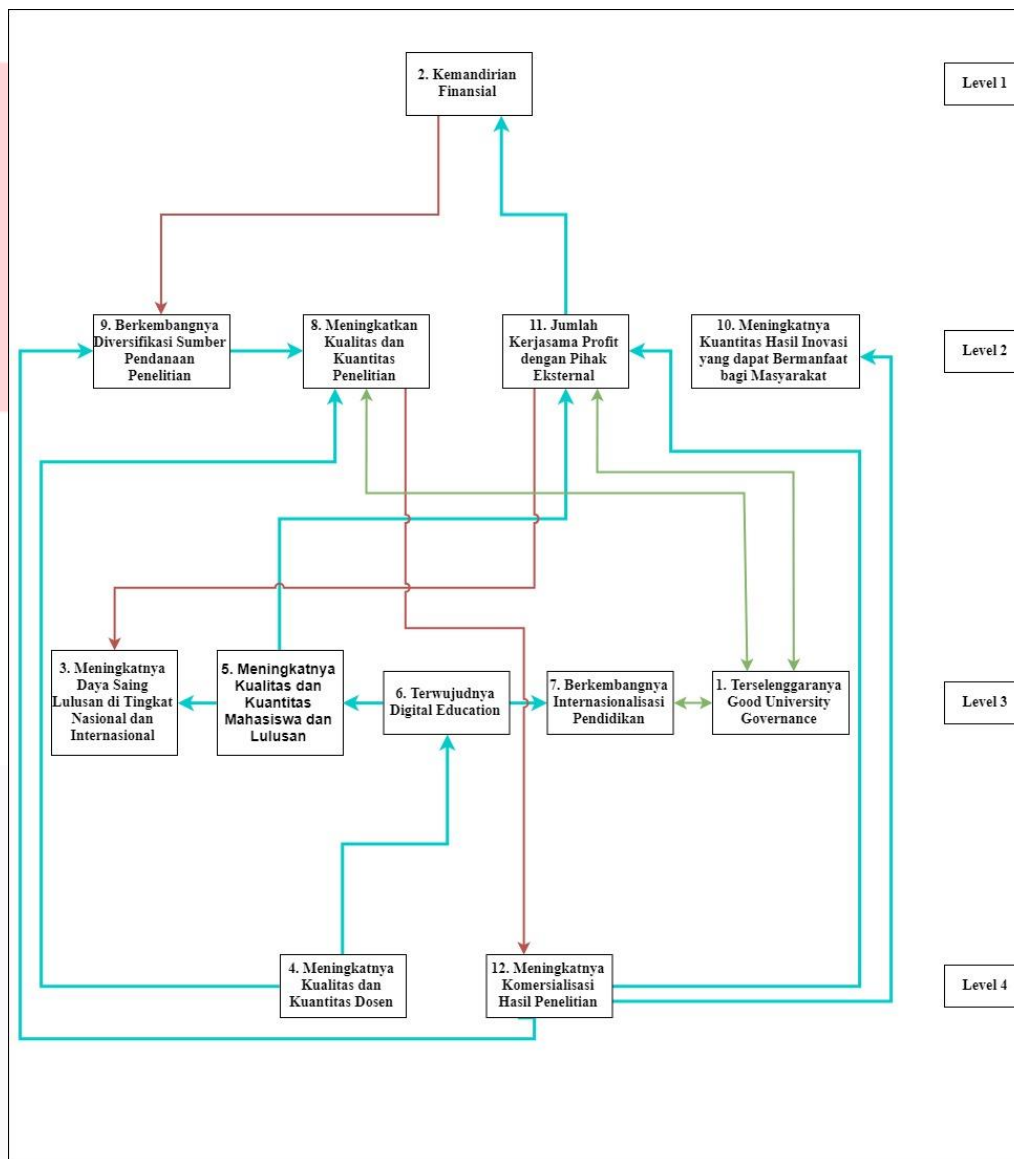 2. Kemandirian
Finansial
Level 1
9. Berkembangnya
Diversifikasi Sumber
Pendanaan
Penelitian
8. Meningkatkan
Kualitas dan
Kuantitas
Penelitian
11. Jumlah
Kerjasama Profit
dengan Pihak
Eksternal
10. Meningkatnya
Kuantitas Hasil Inovasi
yang dapat Bermanfaat
bagi Masyarakat
Level 2
3. Meningkatnya
Daya Saing
Lulusan di Tingkat
Nasional dan
Internasional
5. Meningkatnya
Kualitas dan
Kuantitas
Mahasiswa dan
Lulusan
6. Terwujudnya
Digital Education
7. Berkembangnya
Internasionalisasi
Pendidikan
1. Terselenggaranya
Good University
Governance
Level 3
4. Meningkatnya
Kualitas dan
Kuantitas Dosen
12. Meningkatnya
Komersialisasi
Hasil Penelitian
Level 4